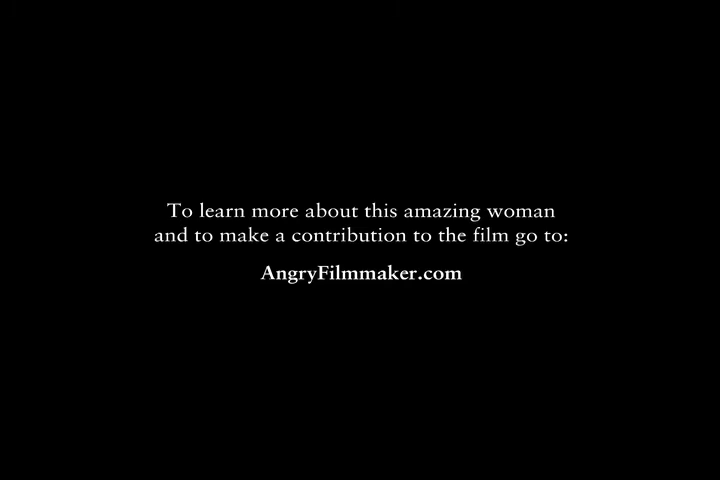 To learn more about this amazing woman
and to make a contribution to the film go to:
AngryFilmmaker.com